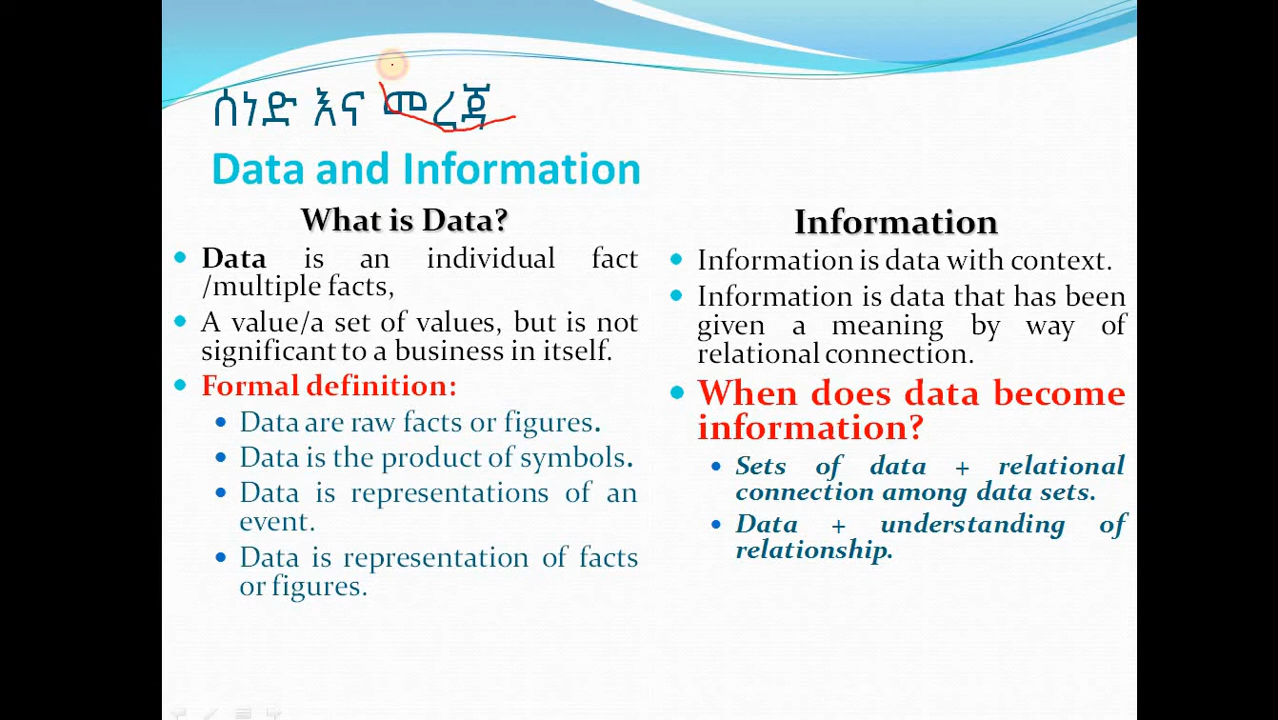 ሰነድ እና መረጃ
Data and Information
What is Data?
Data is an individual fact
/multiple facts,
A value/a set of values, but is not
significant to a business in itself.
Formal definition:
Data are raw facts or figures.
Data is the product of symbols.
Data is representations of an
event.
Data is representation of facts
or figures.
Information
Information is data with context.
Information is data that has been
given a meaning by way of
relational connection.
When does data become
information?
Sets of data + relational
connection among data sets.
Data + understanding of
relationship.